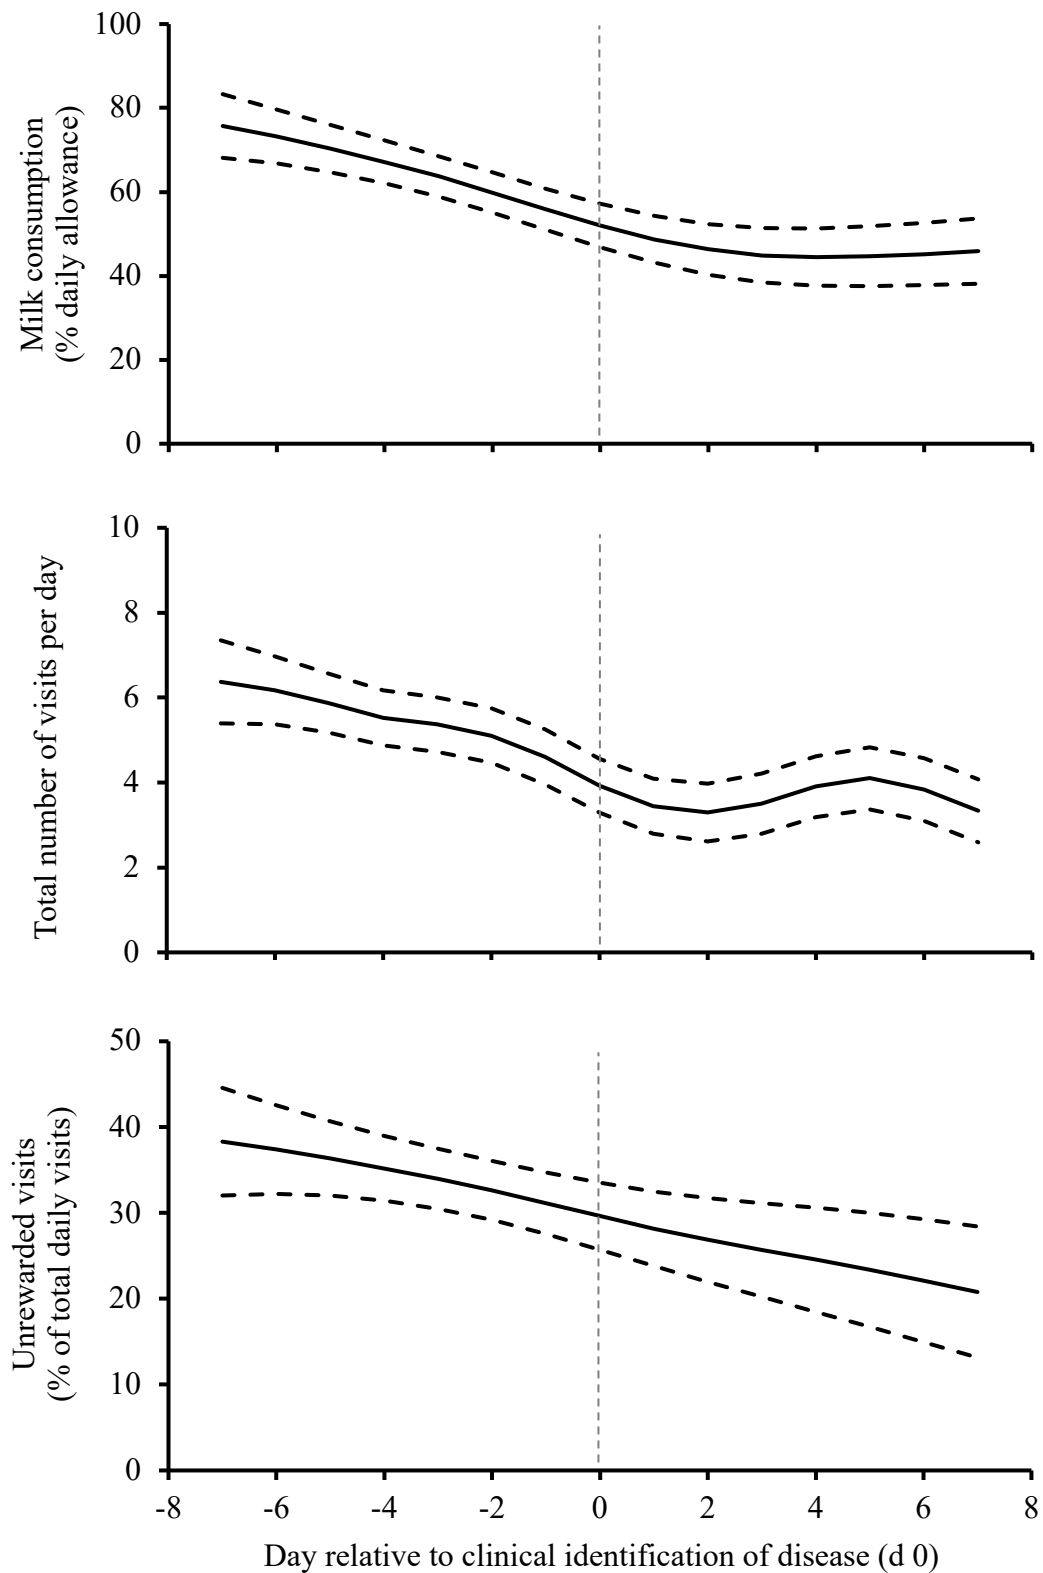 Milk consumption
(% daily allowance)
100
80
60
40
20
0
Total number of visits per day
10
8
6
4
2
0
Unrewarded visits
(% of total daily visits)
50
40
30
20
10
0
-8 -6 -4 -2 0 2 4 6 8
Day relative to clinical identification of disease (d 0)